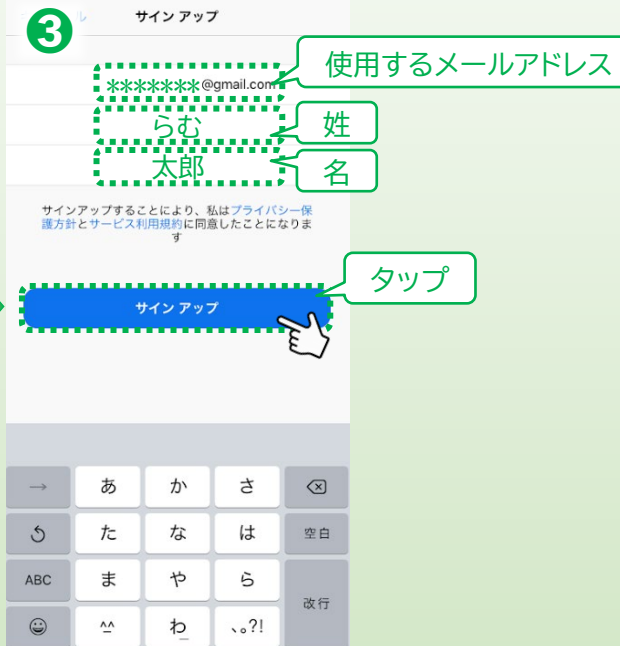 3
サイン アップ
*******@gmail.com
使用するメールアドレス
らむ
姓
太郎
名
サインアップすることにより、私はプライバシー保
護方針とサービス利用規約に同意したことになりま
す
サイン アップ
タップ
→ あ か さ
た な は 空白
ABC ま や ら
改行
^^ わ 、。?!